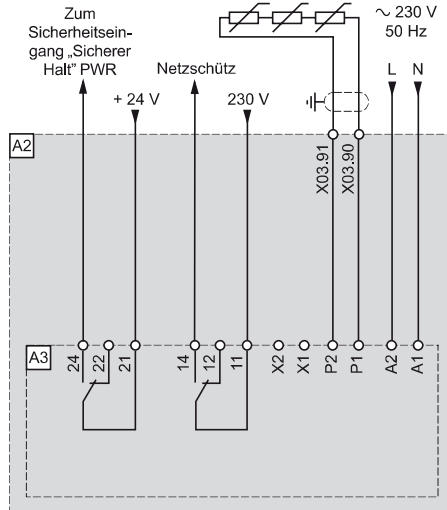 Zum
Sicherheitsein-
gang „Sicherer
Halt" PWR
Netzschütz
+ 24 V
230 V
∼ 230 V
50 Hz
L N
A2
X03.91
X03.90
A3
24
22
21
14
12
11
X2
X1
P2
P1
A2
A1